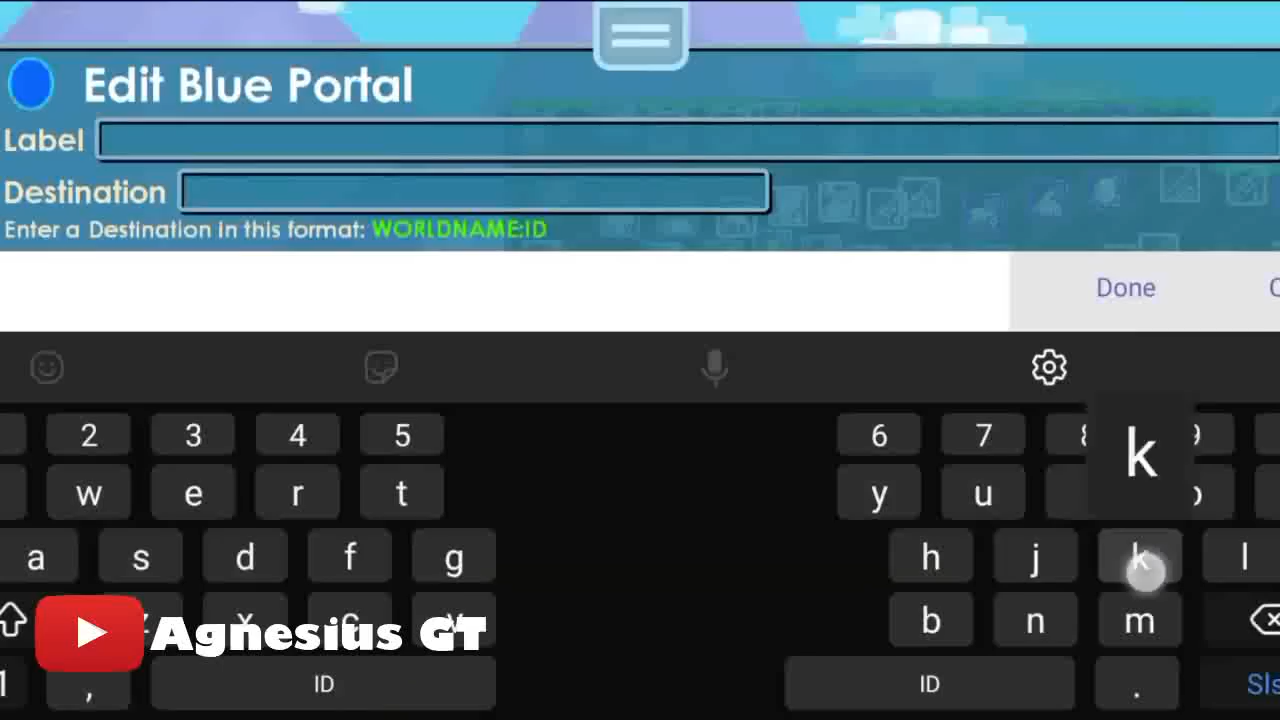 Edit Blue Portal
Label
Destination
Enter a Destination in this format: WORLDNAME:ID
Done
2 3 4 5 6 7
k
w e r t y u
a s d f g h j k l
Agnesius GT
b n m
, ID ID .